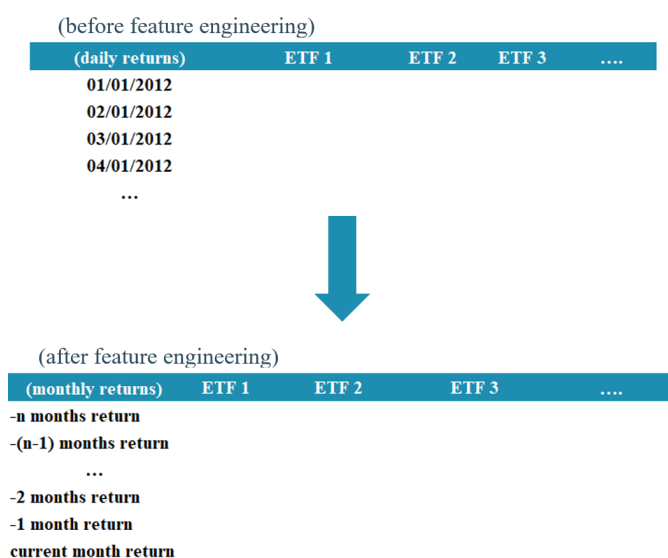 (before feature engineering)
(daily returns) ETF 1 ETF 2 ETF 3 ....
01/01/2012
02/01/2012
03/01/2012
04/01/2012
...
(after feature engineering)
(monthly returns) ETF 1 ETF 2 ETF 3 ....
-n months return
-(n-1) months return
...
-2 months return
-1 month return
current month return